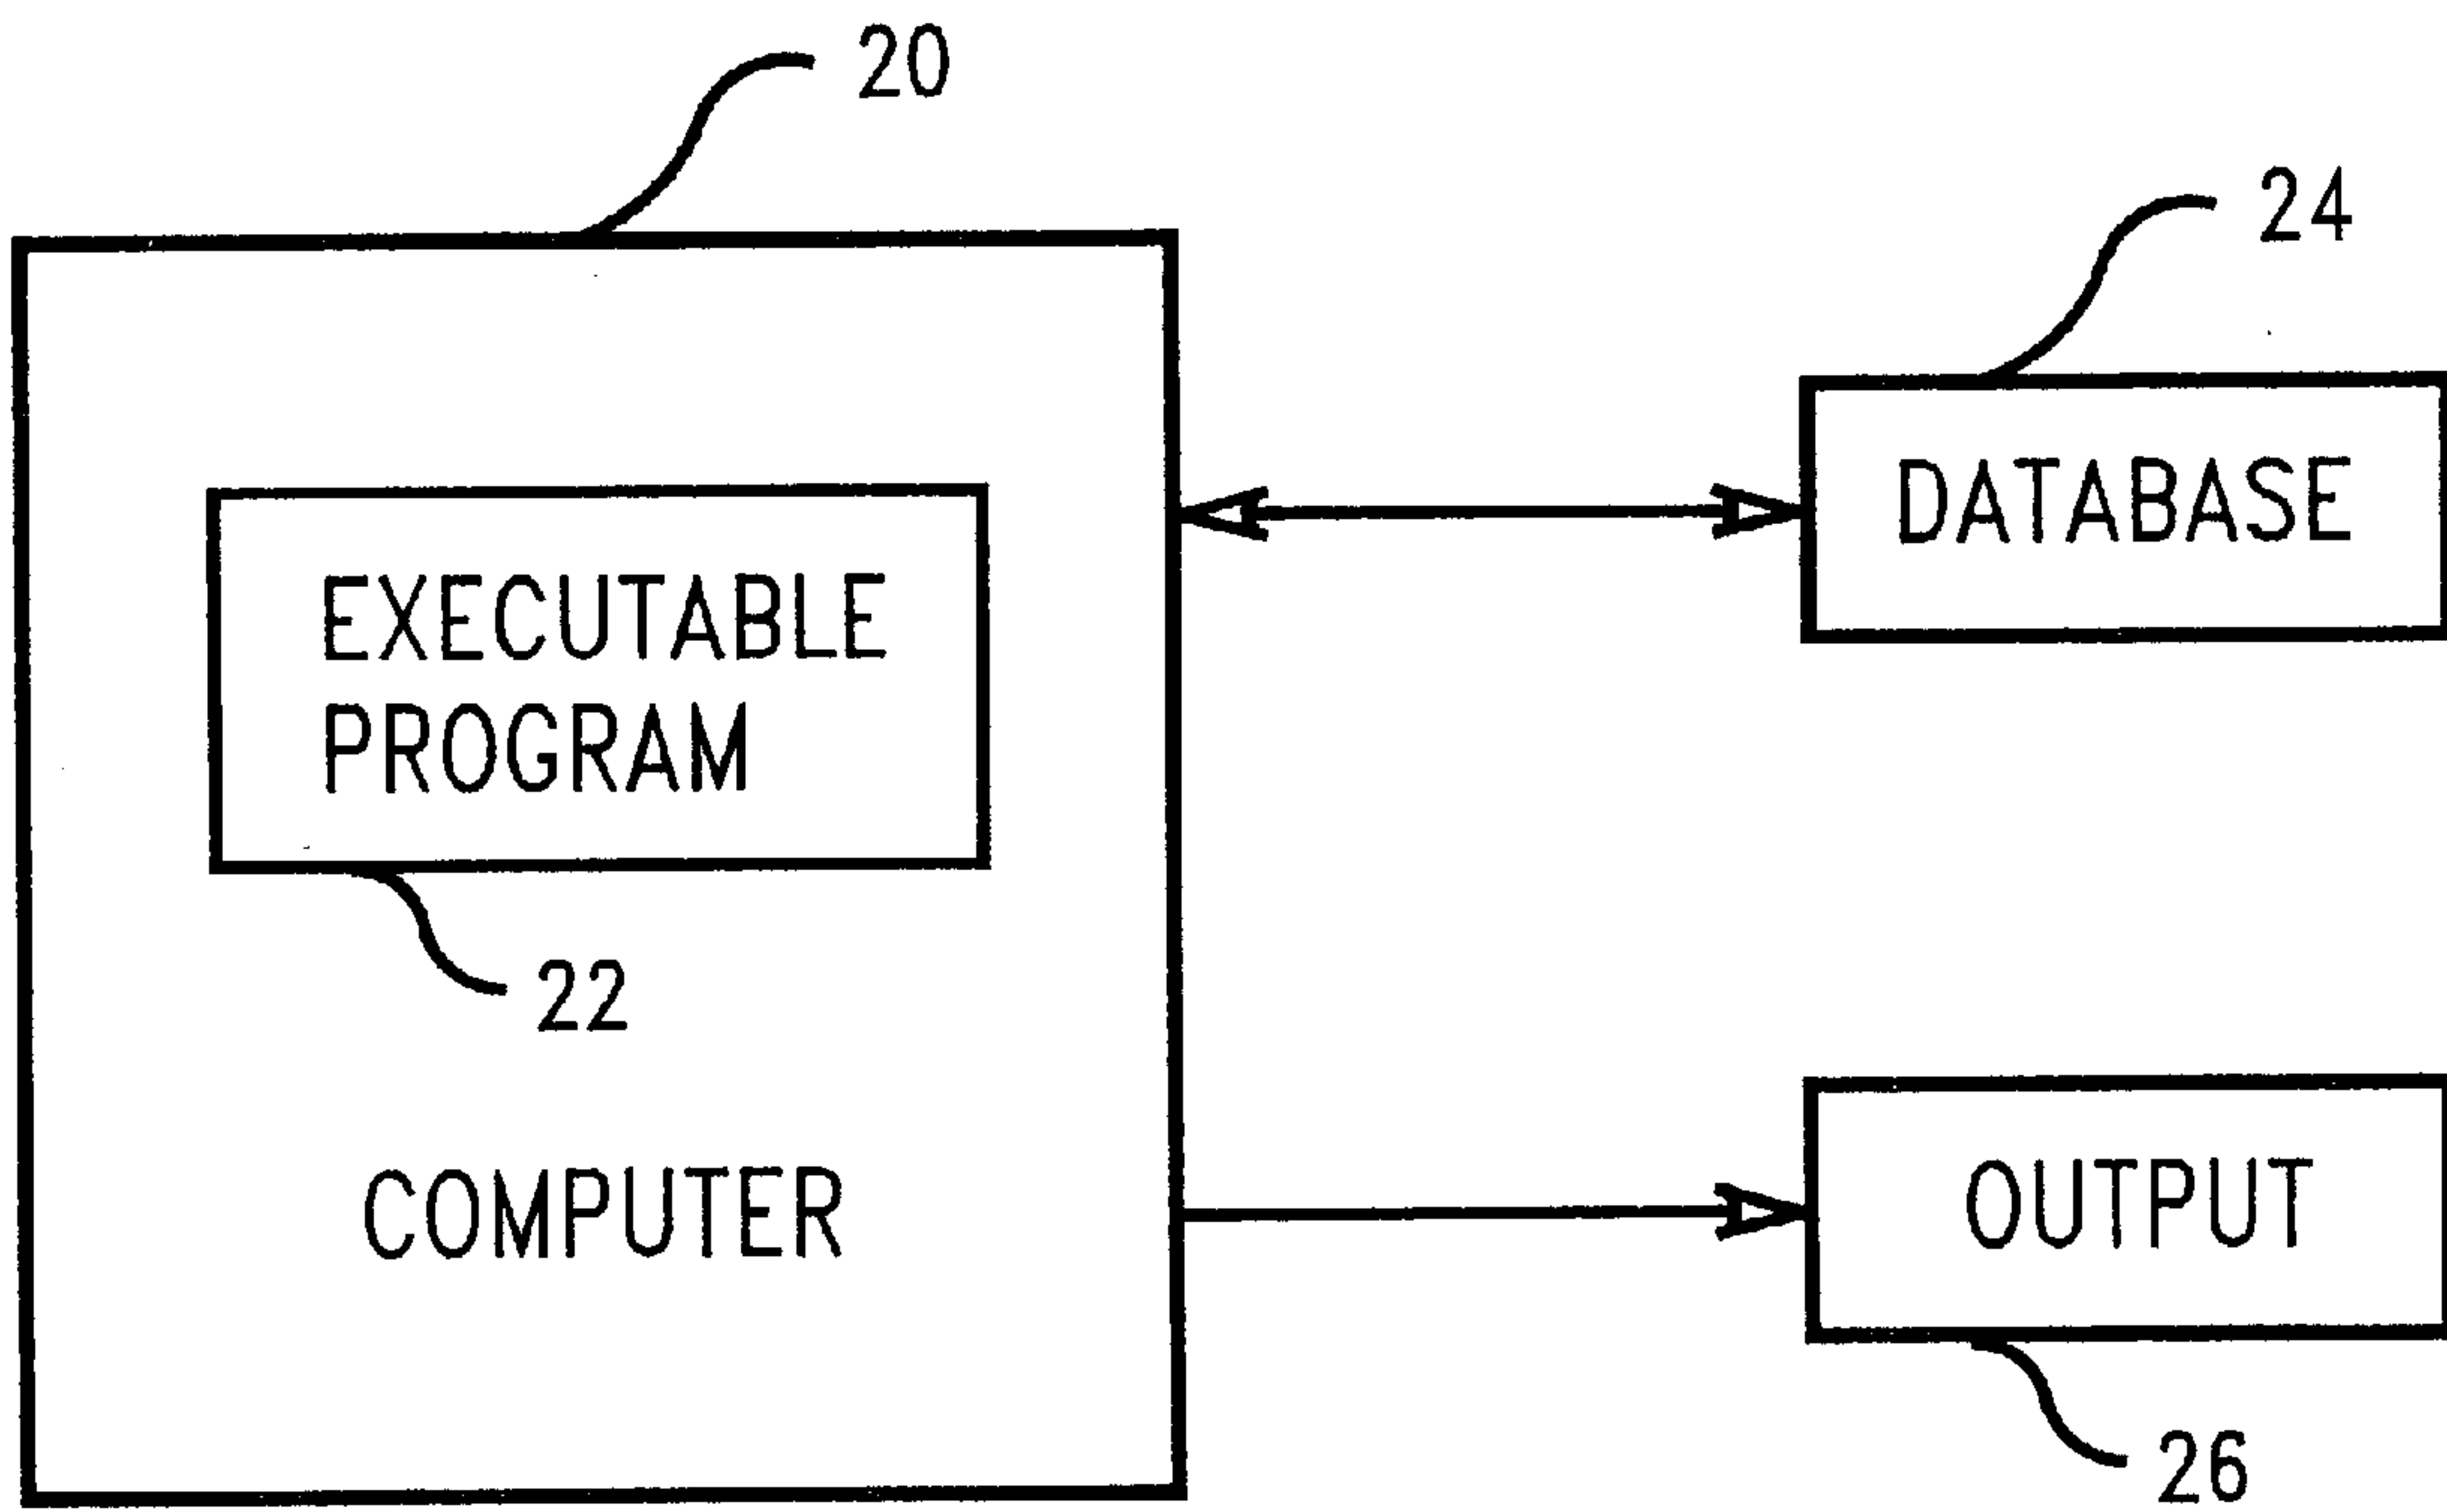 20
24
DATABASE
EXECUTABLE
PROGRAM
22
COMPUTER
OUTPUT
26